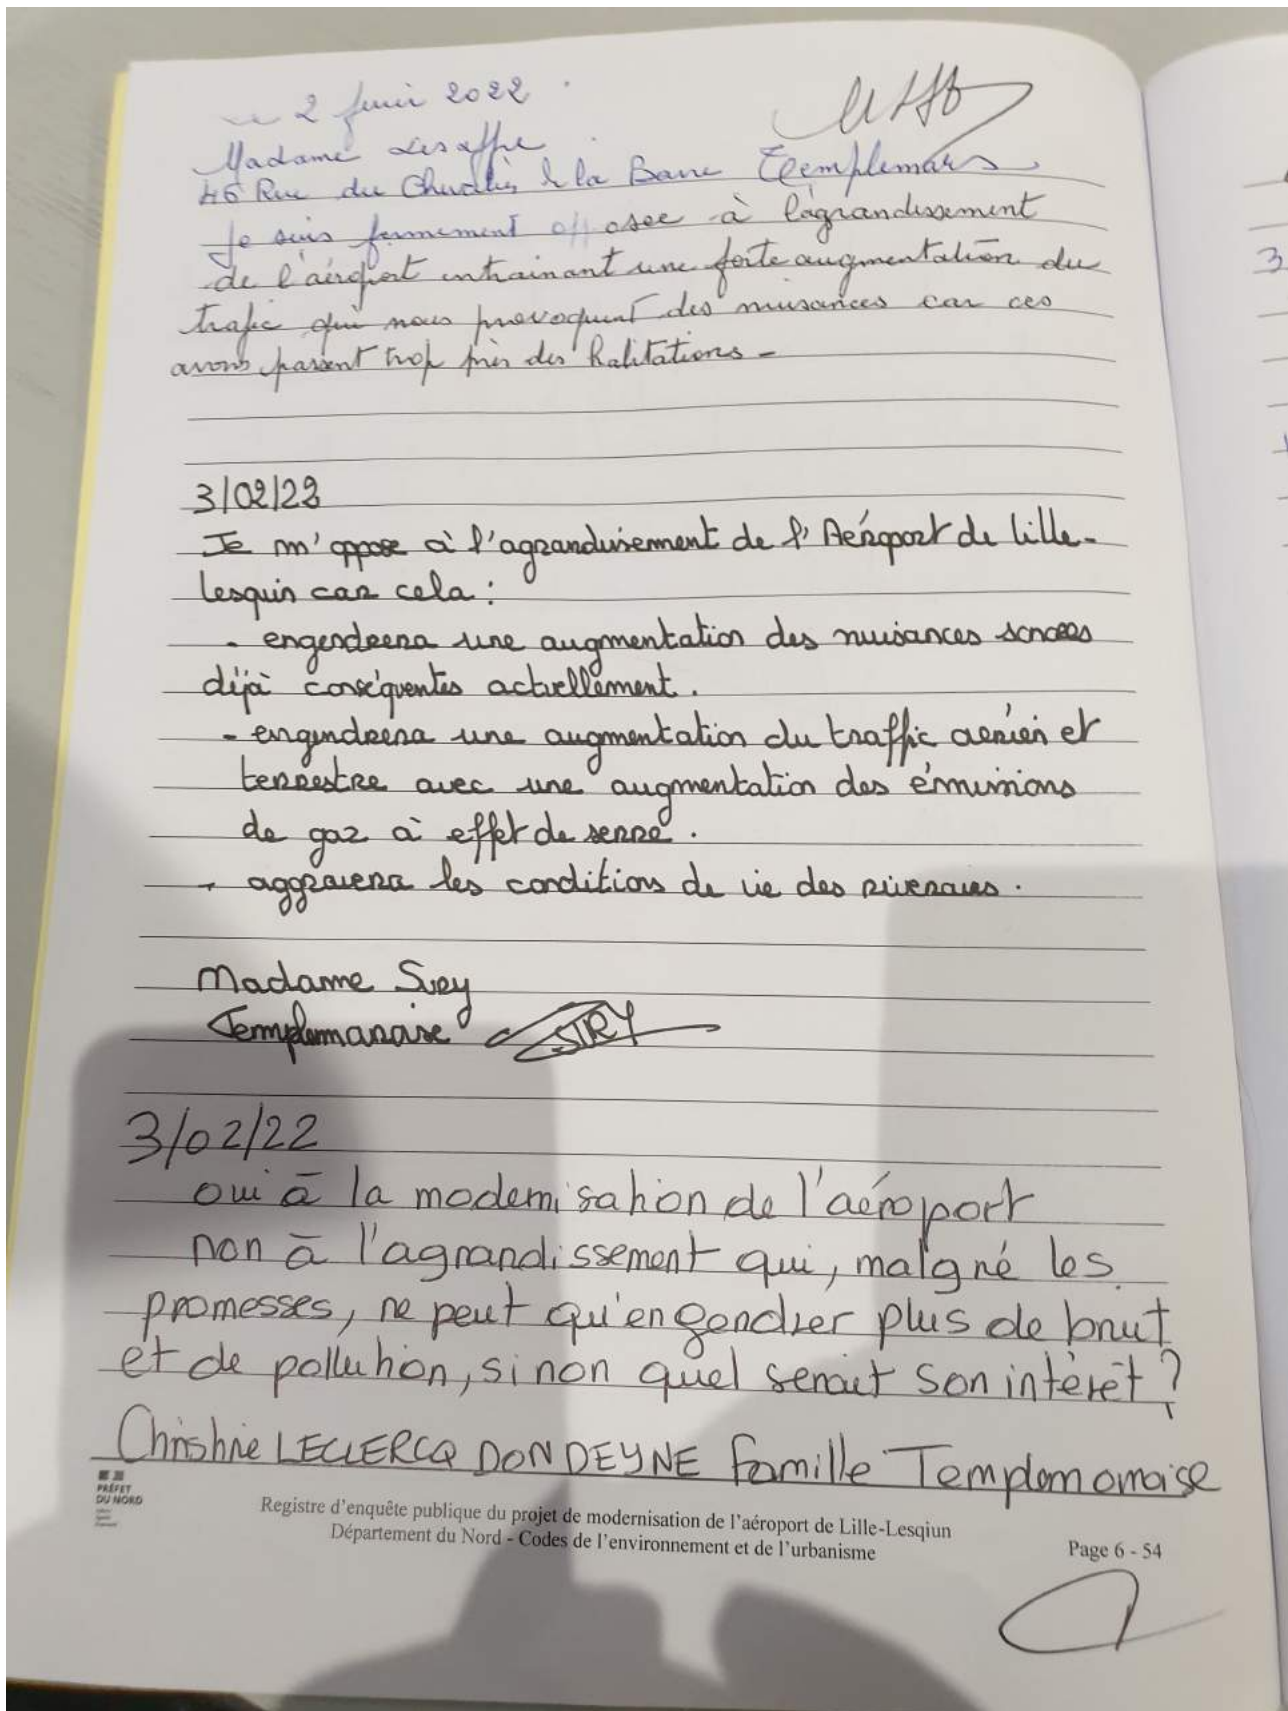 2 2022
Madame
46 Rue du la Templemars
Je suis fermement opposée à l'agrandissement
de l'aéroport entrainant une forte augmentation du
trafic qui nous provoquent des nuisances car ces
avions passent trop près des habitations -
3/02/22
Je m'oppose à l'agrandissement de l'Aéroport de Lille-
Lesquin car cela :
- engendrera une augmentation des nuisances sonores
déjà conséquentes actuellement.
- engendrera une augmentation du traffic aérien et
terrestre avec une augmentation des émissions
de gaz à effet de serre.
- aggravera les conditions de vie des riverains.
Madame
Templemaroise
3/02/22
oui à la modernisation de l'aéroport
non à l'agrandissement qui, malgré les
promesses, ne peut qu'engendrer plus de bruit
et de pollution, sinon quel serait son intérêt ?
Christine LECLERCQ DONDEYNE Famille Templemaroise
PRÉFET
DU NORD
Registre d'enquête publique du projet de modernisation de l'aéroport de Lille-Lesqiun
Département du Nord - Codes de l'environnement et de l'urbanisme
Page 6 - 54
3